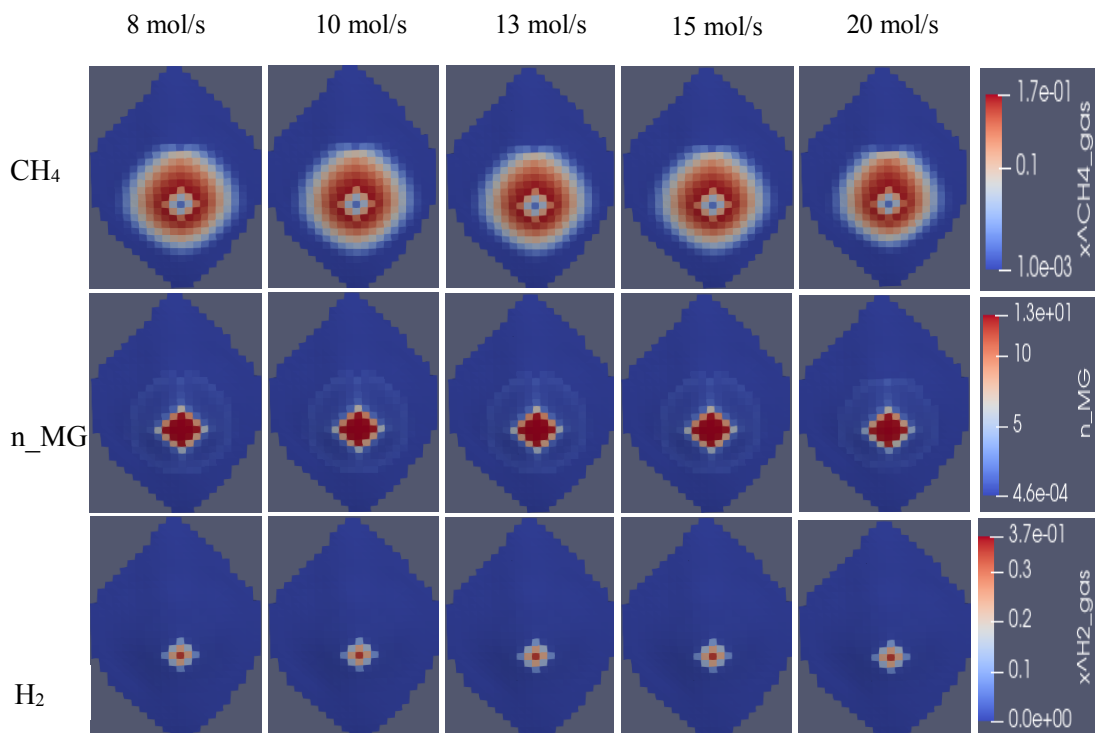 8 mol/s 10 mol/s 13 mol/s 15 mol/s 20 mol/s
CH₄
1.7e-01
0.1
1.0e-03
x^CH4_gas
n_MG
1.3e+01
10
5
4.6e-04
n_MG
H₂
3.7e-01
0.3
0.2
0.1
0.0e+00
x^H2_gas